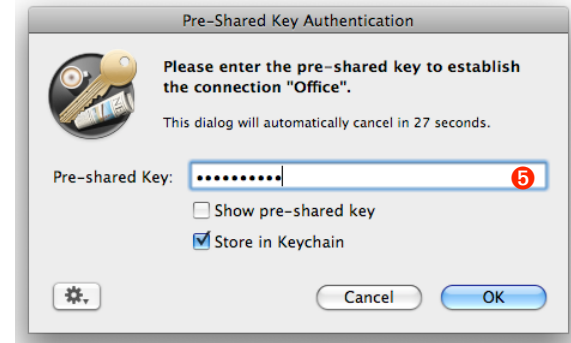 Pre-Shared Key Authentication
Please enter the pre-shared key to establish
the connection "Office".
This dialog will automatically cancel in 27 seconds.
Pre-shared Key: •••••••••• 5
Show pre-shared key
Store in Keychain
Cancel OK